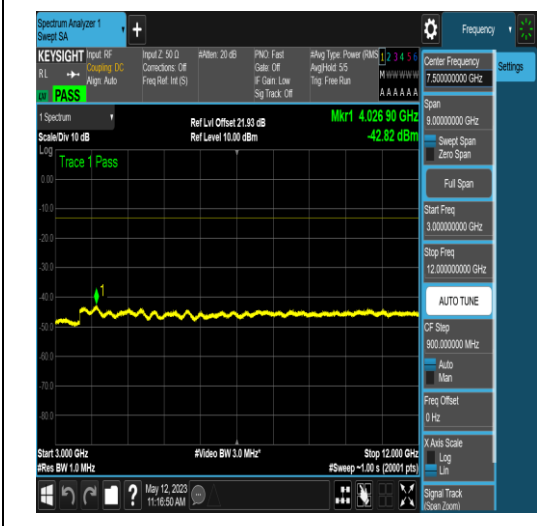 Spectrum Analyzer 1
Swept SA
+
Frequency
KEYSIGHT
RL
PASS
Input: RF
Coupling: DC
Align: Auto
Input Z: 50 Ω
Corrections: Off
Freq Ref: Int (S)
#Atten: 20 dB
PNO: Fast
Gate: Off
IF Gain: Low
Sig Track: Off
#Avg Type: Power (RMS
Avg|Hold: 5/5
Trig: Free Run
1 2 3 4 5 6
M W W W W W
A A A A A A
1 Spectrum
Scale/Div 10 dB
Ref Lvl Offset 21.93 dB
Ref Level 10.00 dBm
Mkr1 4.026 90 GHz
-42.82 dBm
Log
Trace 1 Pass
0.00
-10.0
-20.0
-30.0
-40.0
-50.0
-60.0
-70.0
-80.0
1
Start 3.000 GHz
#Res BW 1.0 MHz
#Video BW 3.0 MHz*
Stop 12.000 GHz
#Sweep ~1.00 s (20001 pts)
?
May 12, 2023
11:16:50 AM
Center Frequency
7.500000000 GHz
Span
9.00000000 GHz
Swept Span
Zero Span
Full Span
Start Freq
3.000000000 GHz
Stop Freq
12.000000000 GHz
AUTO TUNE
CF Step
900.000000 MHz
Auto
Man
Freq Offset
0 Hz
X Axis Scale
Log
Lin
Signal Track
(Span Zoom)
Settings